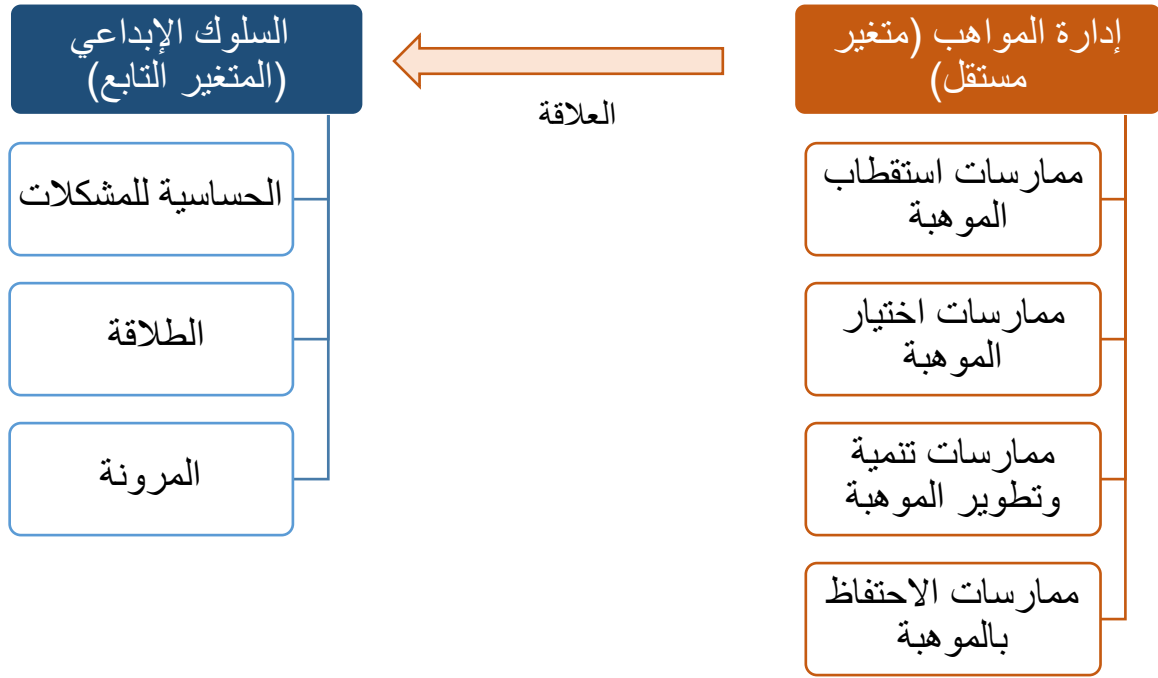 إدارة المواهب (متغير
مستقل)
ممارسات استقطاب
الموهبة
ممارسات اختيار
الموهبة
ممارسات تنمية
وتطوير الموهبة
ممارسات الاحتفاظ
بالموهبة
العلاقة
السلوك الإبداعي
(المتغير التابع)
الحساسية للمشكلات
الطلاقة
المرونة